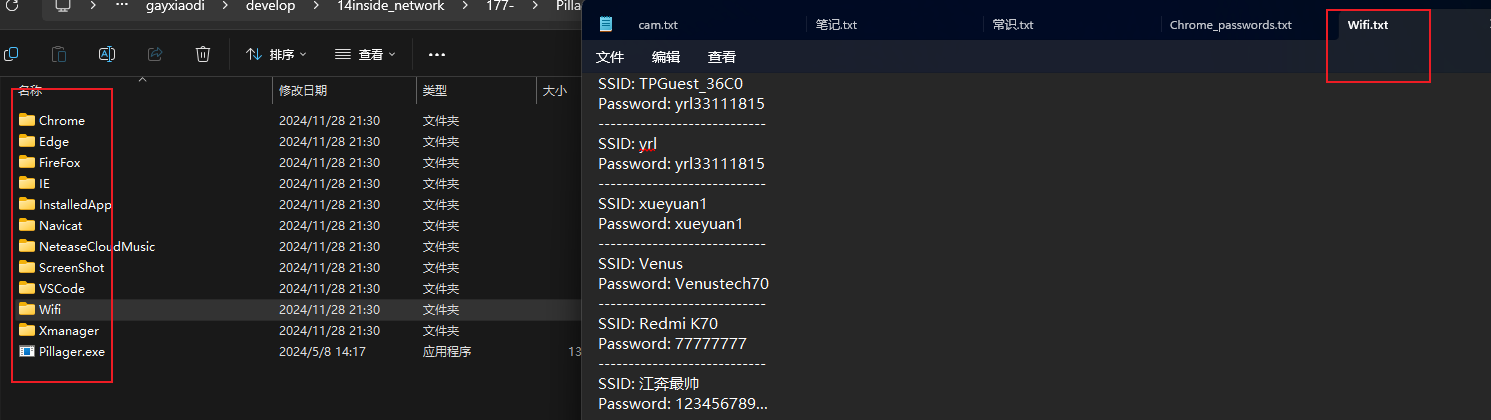 gayxiaodi > develop > 14inside_network > 177- > Pillag
排序 查看
名称 修改日期 类型 大小
Chrome 2024/11/28 21:30 文件夹
Edge 2024/11/28 21:30 文件夹
FireFox 2024/11/28 21:30 文件夹
IE 2024/11/28 21:30 文件夹
InstalledApp 2024/11/28 21:30 文件夹
Navicat 2024/11/28 21:30 文件夹
NeteaseCloudMusic 2024/11/28 21:30 文件夹
ScreenShot 2024/11/28 21:30 文件夹
VSCode 2024/11/28 21:30 文件夹
Wifi 2024/11/28 21:30 文件夹
Xmanager 2024/11/28 21:30 文件夹
Pillager.exe 2024/5/8 14:17 应用程序 13
cam.txt 笔记.txt 常识.txt Chrome_passwords.txt Wifi.txt
文件 编辑 查看
SSID: TPGuest_36C0
Password: yrl33111815
----------------------------
SSID: yrl
Password: yrl33111815
----------------------------
SSID: xueyuan1
Password: xueyuan1
----------------------------
SSID: Venus
Password: Venustech70
----------------------------
SSID: Redmi K70
Password: 77777777
----------------------------
SSID: 江奔最帅
Password: 123456789...